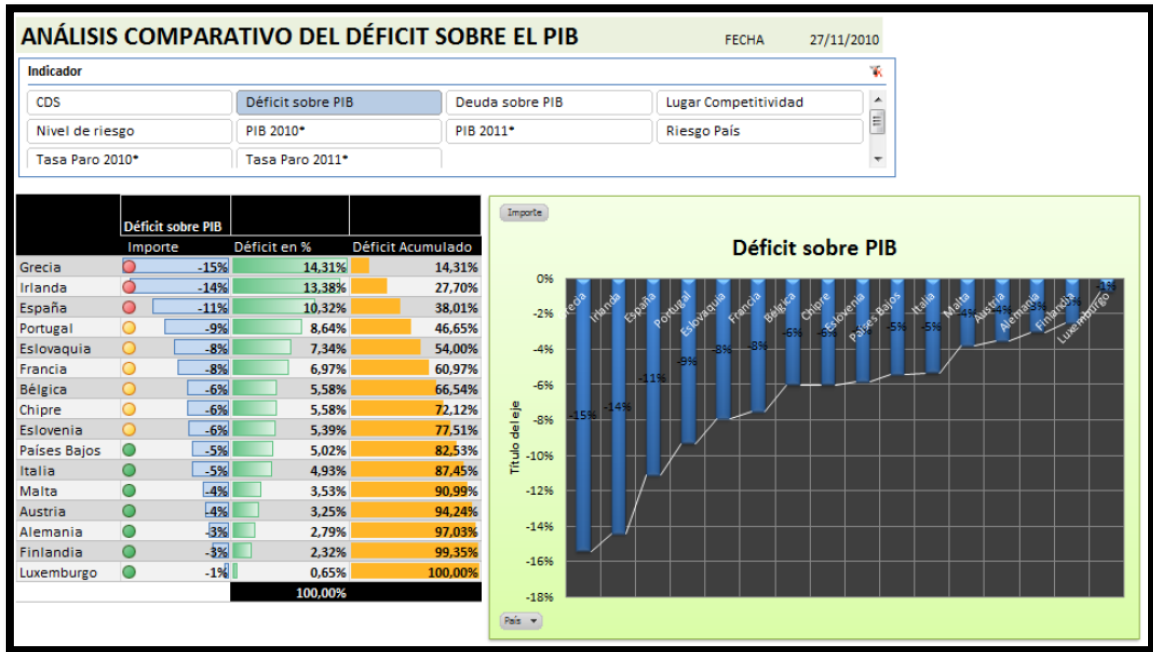 ANÁLISIS COMPARATIVO DEL DÉFICIT SOBRE EL PIB FECHA 27/11/2010
Indicador
CDS Déficit sobre PIB Deuda sobre PIB Lugar Competitividad
Nivel de riesgo PIB 2010* PIB 2011* Riesgo País
Tasa Paro 2010* Tasa Paro 2011*
Déficit sobre PIB
Importe Déficit en % Déficit Acumulado
Grecia -15% 14,31% 14,31%
Irlanda -14% 13,38% 27,70%
España -11% 10,32% 38,01%
Portugal -9% 8,64% 46,65%
Eslovaquia -8% 7,34% 54,00%
Francia -8% 6,97% 60,97%
Bélgica -6% 5,58% 66,54%
Chipre -6% 5,58% 72,12%
Eslovenia -6% 5,39% 77,51%
Países Bajos -5% 5,02% 82,53%
Italia -5% 4,93% 87,45%
Malta -4% 3,53% 90,99%
Austria -4% 3,25% 94,24%
Alemania -3% 2,79% 97,03%
Finlandia -3% 2,32% 99,35%
Luxemburgo -1% 0,65% 100,00%
100,00%
Importe
Déficit sobre PIB
Título del eje
0%
-2%
-4%
-6%
-8%
-10%
-12%
-14%
-16%
-18%
Grecia
Irlanda
España
Portugal
Eslovaquia
Francia
Bélgica
Chipre
Eslovenia
Países Bajos
Italia
Malta
Austria
Alemania
Finlandia
Luxemburgo
-15%
-14%
-11%
-9%
-8%
-8%
-6%
-6%
-5%
-5%
-4%
-4%
-3%
-1%
País